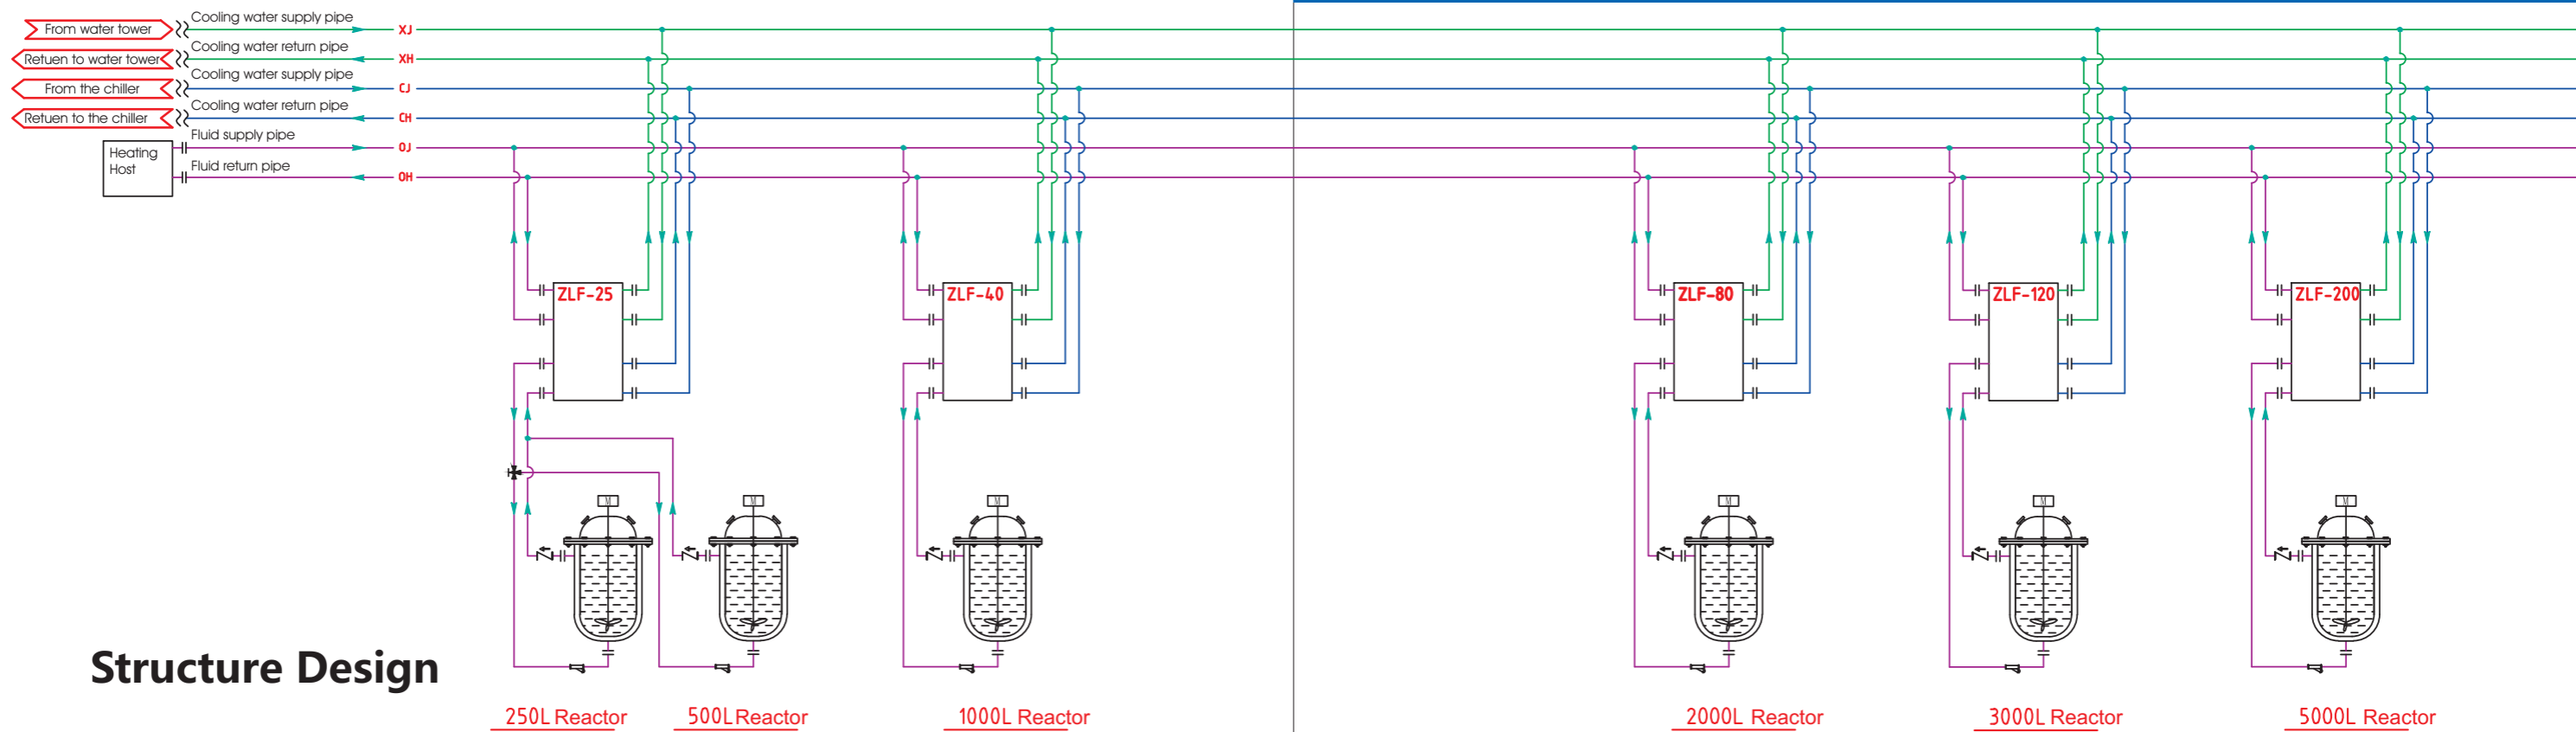 From water tower
Cooling water supply pipe
XJ
Retuen to water tower
Cooling water return pipe
XH
From the chiller
Cooling water supply pipe
CJ
Retuen to the chiller
Cooling water return pipe
CH
Heating
Host
Fluid supply pipe
OJ
Fluid return pipe
OH
ZLF-25
ZLF-40
ZLF-80
ZLF-120
ZLF-200
M
M
M
M
M
M
Structure Design
250L Reactor
500L Reactor
1000L Reactor
2000L Reactor
3000L Reactor
5000L Reactor